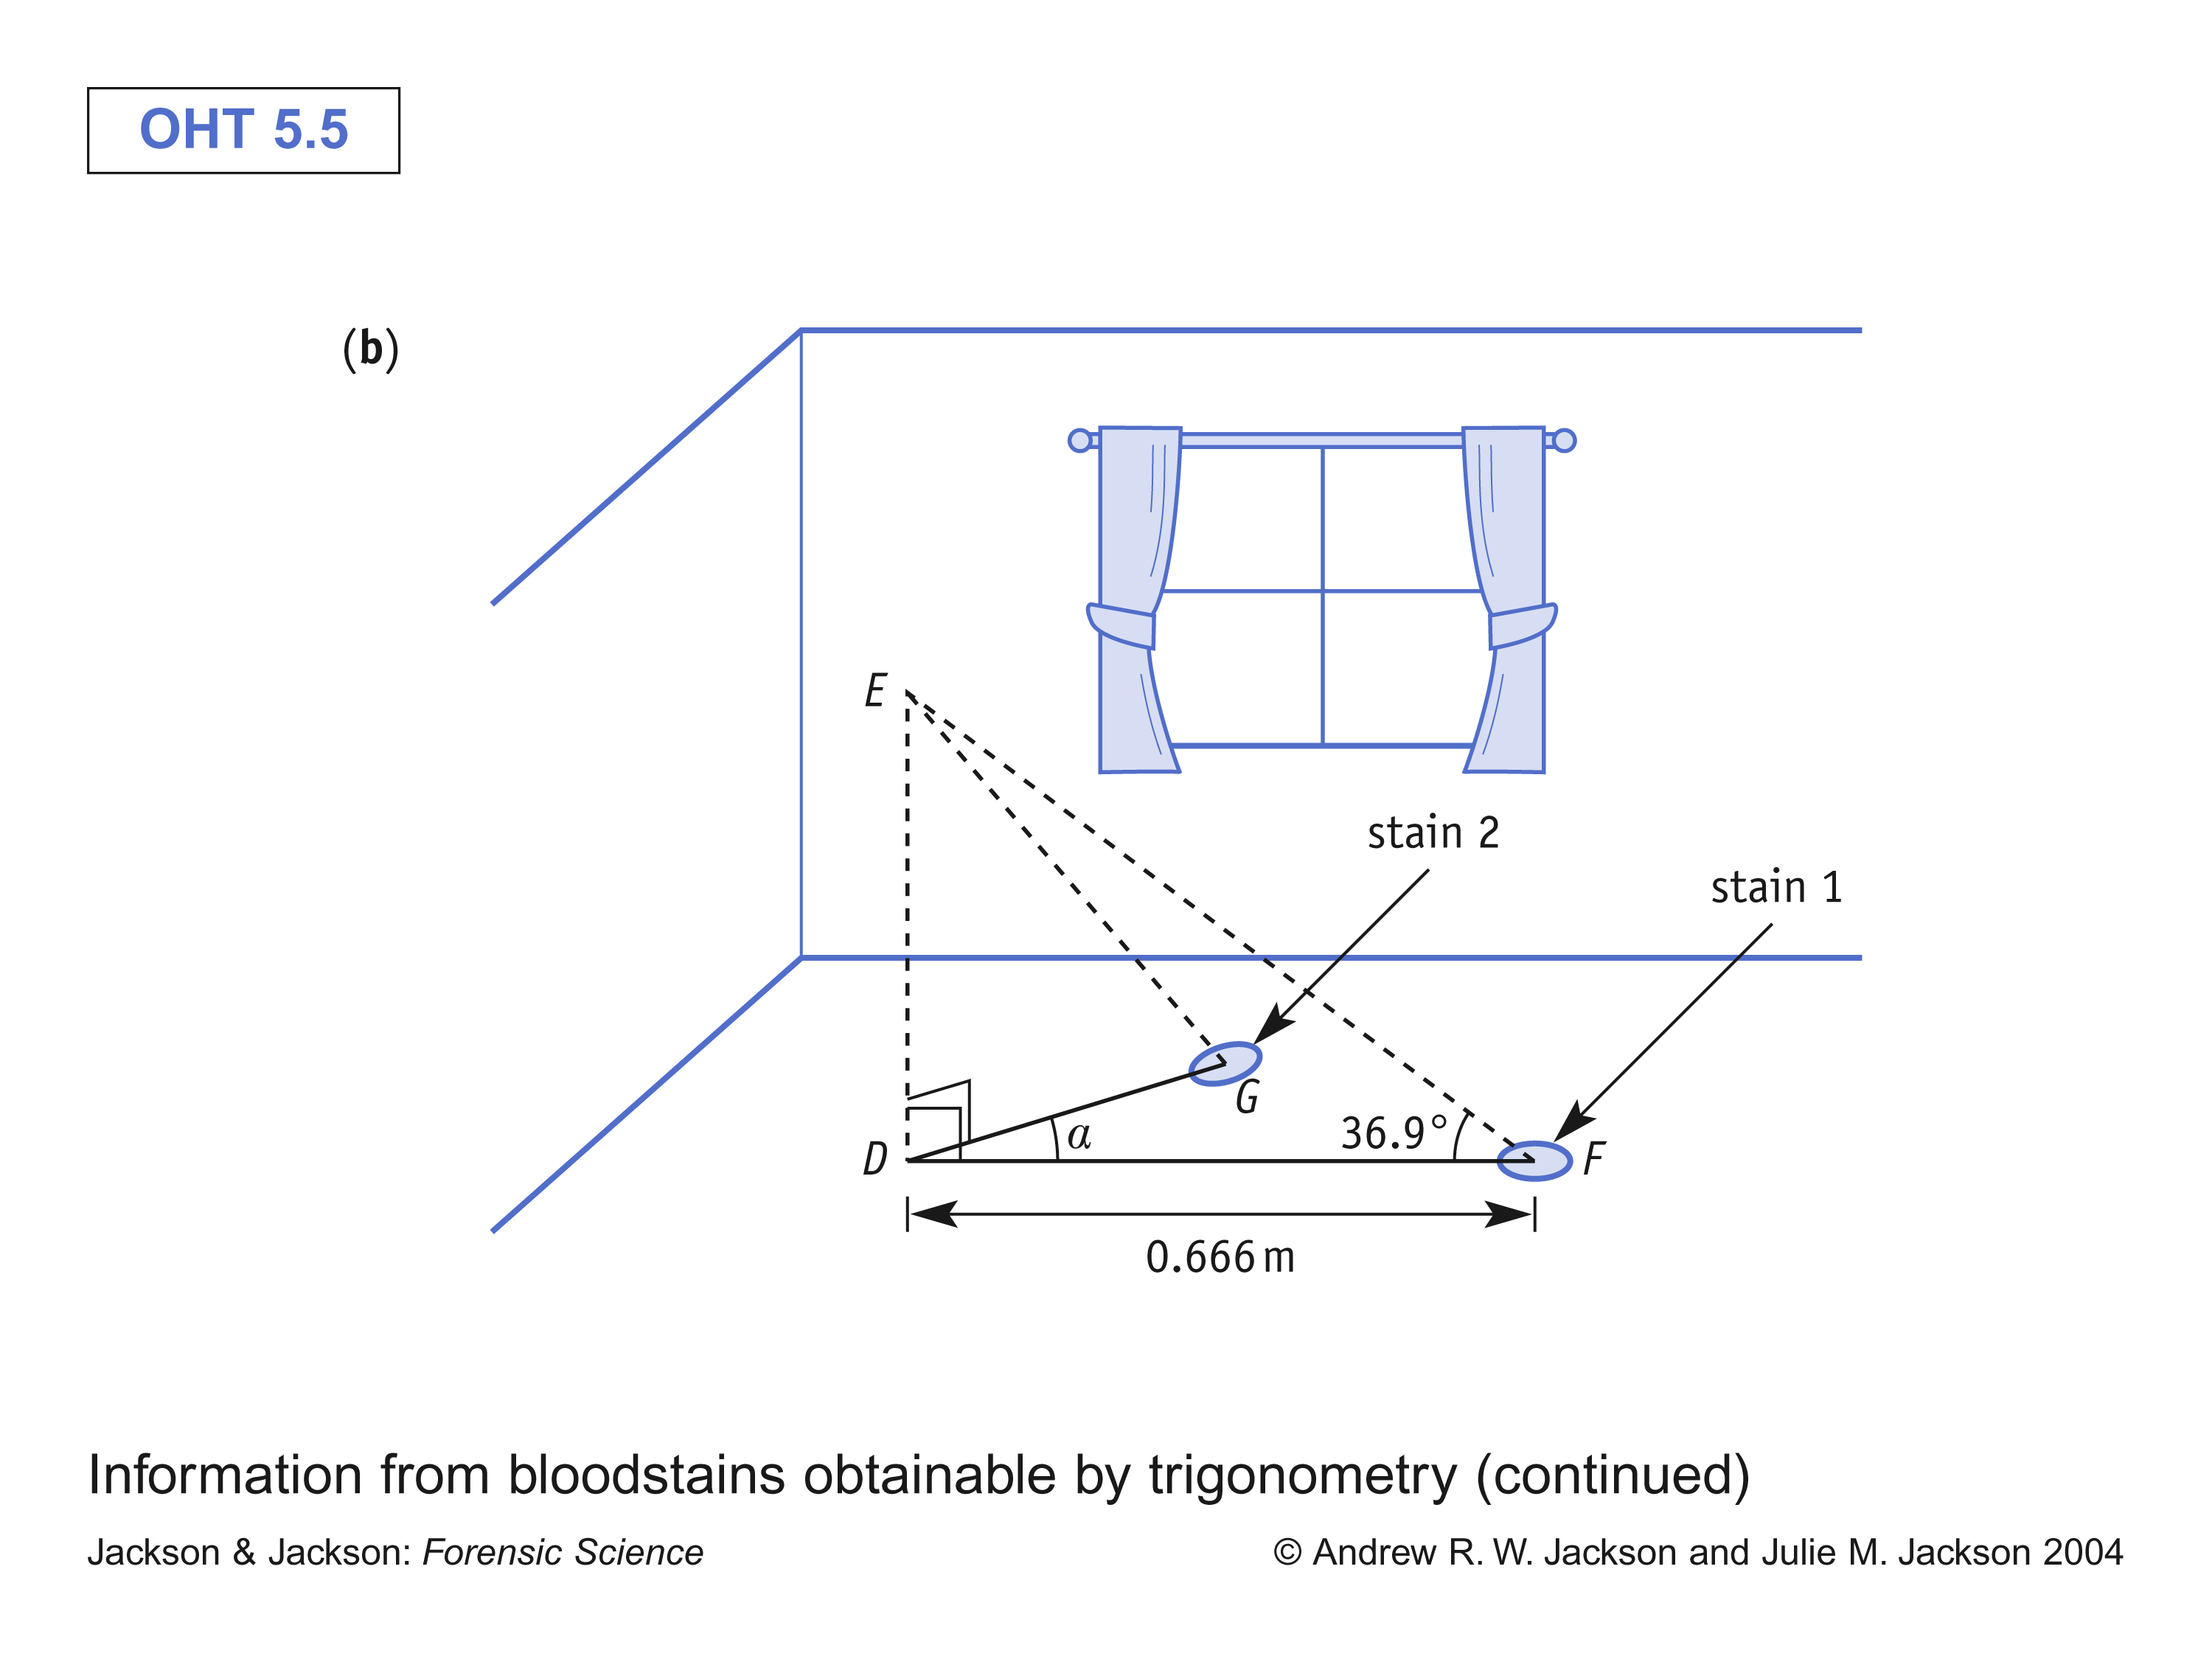 OHT 5.5
(b)
E
stain 2
stain 1
G
D
α
36.9°
F
0.666 m
Information from bloodstains obtainable by trigonometry (continued)
Jackson & Jackson: Forensic Science
© Andrew R. W. Jackson and Julie M. Jackson 2004